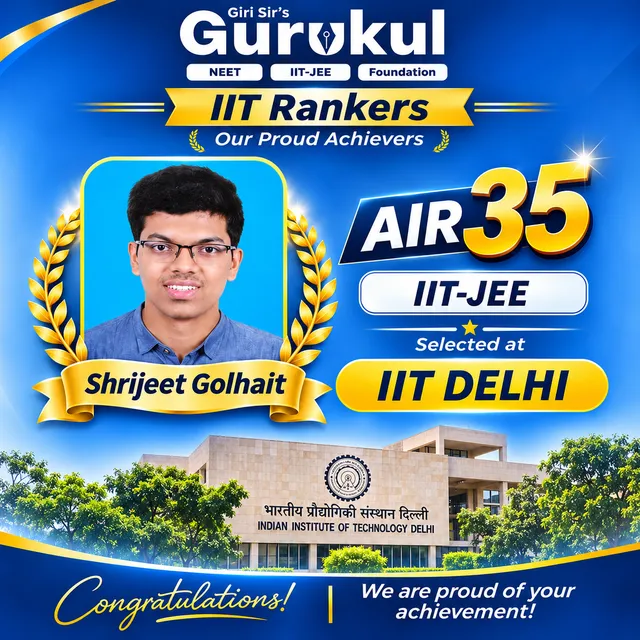 Giri Sir's
Gurukul
NEET
IIT-JEE
Foundation
IIT Rankers
Our Proud Achievers
AIR 35
IIT-JEE
Selected at
IIT DELHI
Shrijeet Golhait
भारतीय प्रौद्योगिकी संस्थान दिल्ली
INDIAN INSTITUTE OF TECHNOLOGY DELHI
Congratulations!
We are proud of your
achievement!